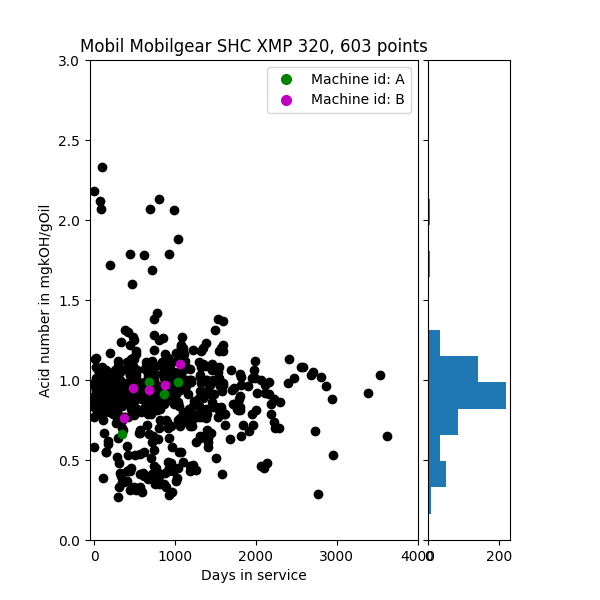 Mobil Mobilgear SHC XMP 320, 603 points
Machine id: A
Machine id: B
3.0
2.5
2.0
1.5
1.0
0.5
0.0
Acid number in mgkOH/gOil
0
1000
2000
3000
4000
0
200
Days in service